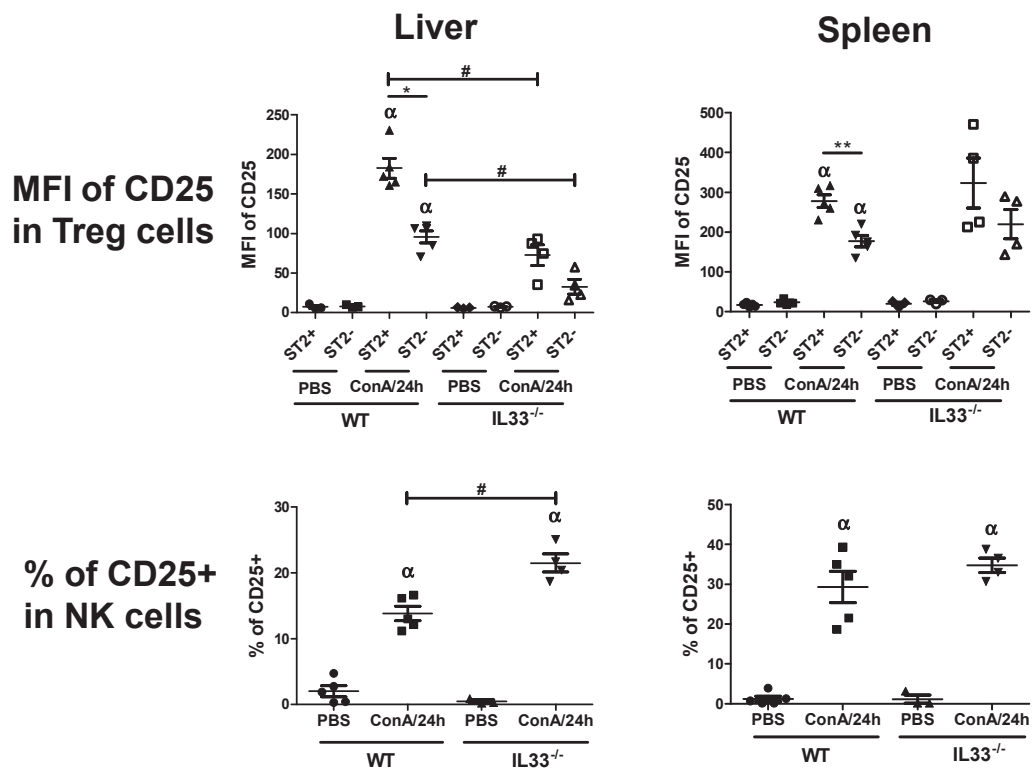 Liver
Spleen
MFI of CD25
in Treg cells
#
*
#
α
α
MFI of CD25
250
200
150
100
50
0
ST2+ ST2- ST2+ ST2- ST2+ ST2- ST2+ ST2-
PBS ConA/24h PBS ConA/24h
WT IL33-/-
**
α
α
MFI of CD25
500
400
300
200
100
0
ST2+ ST2- ST2+ ST2- ST2+ ST2- ST2+ ST2-
PBS ConA/24h PBS ConA/24h
WT IL33-/-
% of CD25+
in NK cells
#
α
α
% of CD25+
30
20
10
0
PBS ConA/24h PBS ConA/24h
WT IL33-/-
α
α
% of CD25+
50
40
30
20
10
0
PBS ConA/24h PBS ConA/24h
WT IL33-/-